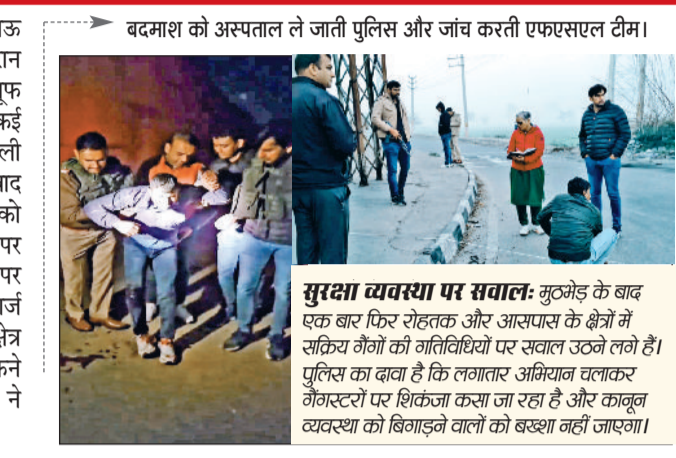 बदमाश को अस्पताल ले जाती पुलिस और जांच करती एफएसएल टीम।
सुरक्षा व्यवस्था पर सवाल: मुठभेड़ के बाद
एक बार फिर रोहतक और आसपास के क्षेत्रों में
सक्रिय गैंगों की गतिविधियों पर सवाल उठने लगे हैं।
पुलिस का दावा है कि लगातार अभियान चलाकर
गैंगस्टरों पर शिकंजा कसा जा रहा है और कानून
व्यवस्था को बिगाड़ने वालों को बख्शा नहीं जाएगा।